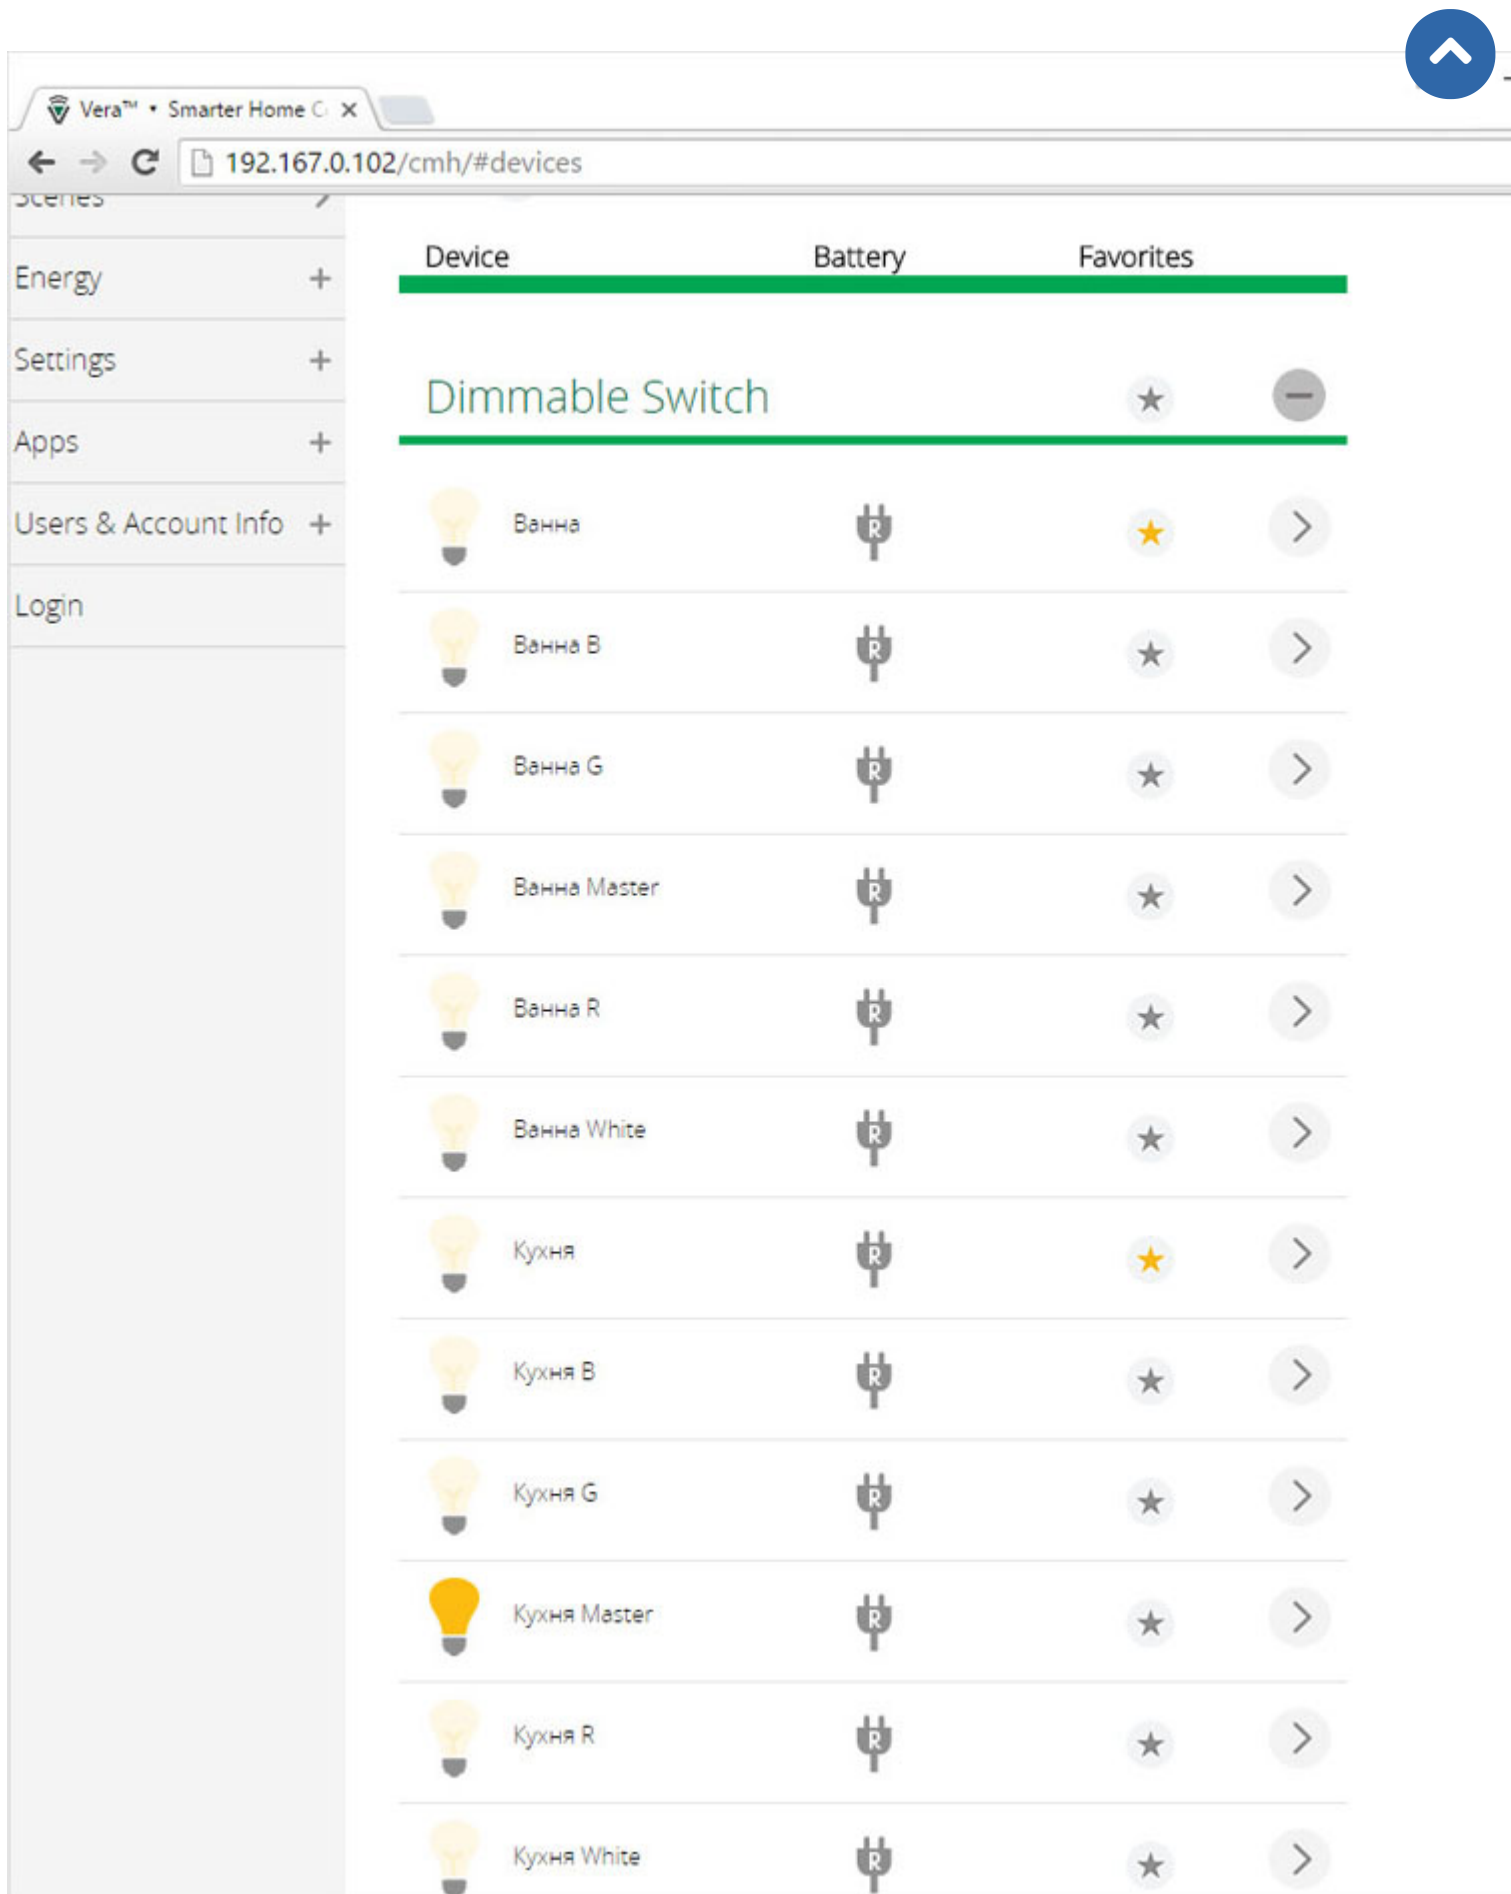 Vera™ • Smarter Home C
192.167.0.102/cmh/#devices
Scenes
Energy
Settings
Apps
Users & Account Info
Login
Device Battery Favorites
Dimmable Switch
Ванна
Ванна B
Ванна G
Ванна Master
Ванна R
Ванна White
Кухня
Кухня B
Кухня G
Кухня Master
Кухня R
Кухня White